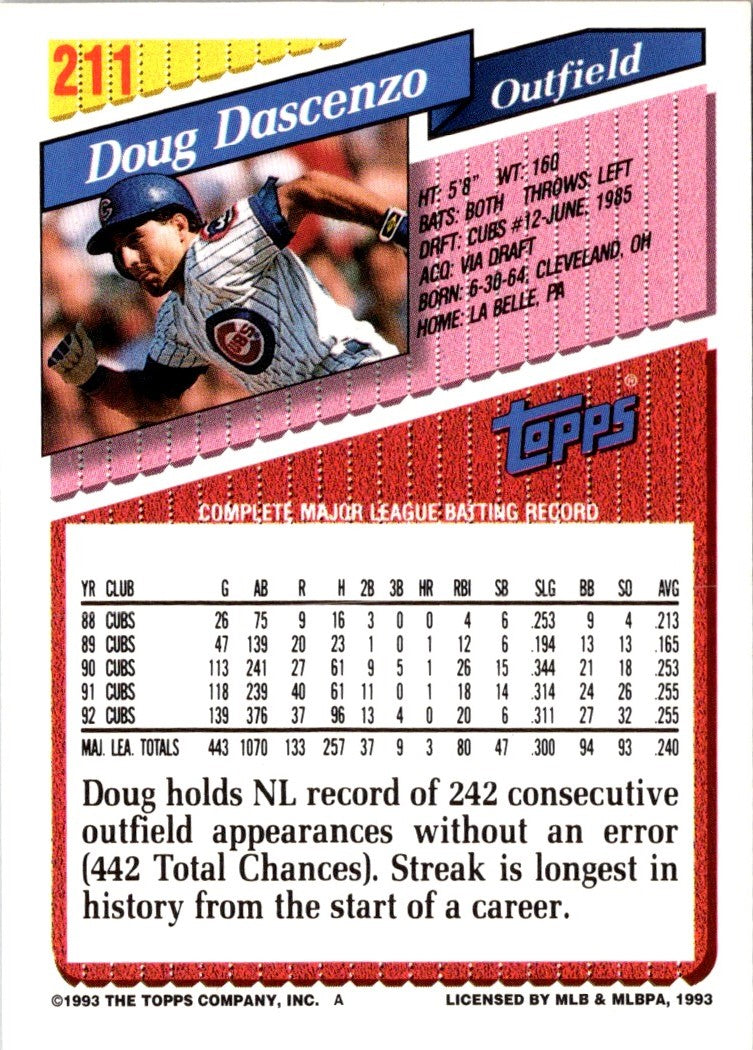 211
Doug Dascenzo
Outfield
HT: 5'8" WT: 160
BATS: BOTH THROWS: LEFT
DRFT: CUBS #12-JUNE, 1985
ACQ: VIA DRAFT
BORN: 6-30-64, CLEVELAND, OH
HOME: LA BELLE, PA
C
CUBS
topps®
COMPLETE MAJOR LEAGUE BATTING RECORD
YR CLUB G AB R H 2B 3B HR RBI SB SLG BB SO AVG
88 CUBS 26 75 9 16 3 0 0 4 6 .253 9 4 .213
89 CUBS 47 139 20 23 1 0 1 12 6 .194 13 13 .165
90 CUBS 113 241 27 61 9 5 1 26 15 .344 21 18 .253
91 CUBS 118 239 40 61 11 0 1 18 14 .314 24 26 .255
92 CUBS 139 376 37 96 13 4 0 20 6 .311 27 32 .255
MAJ. LEA. TOTALS 443 1070 133 257 37 9 3 80 47 .300 94 93 .240
Doug holds NL record of 242 consecutive
outfield appearances without an error
(442 Total Chances). Streak is longest in
history from the start of a career.
©1993 THE TOPPS COMPANY, INC. A
LICENSED BY MLB & MLBPA, 1993